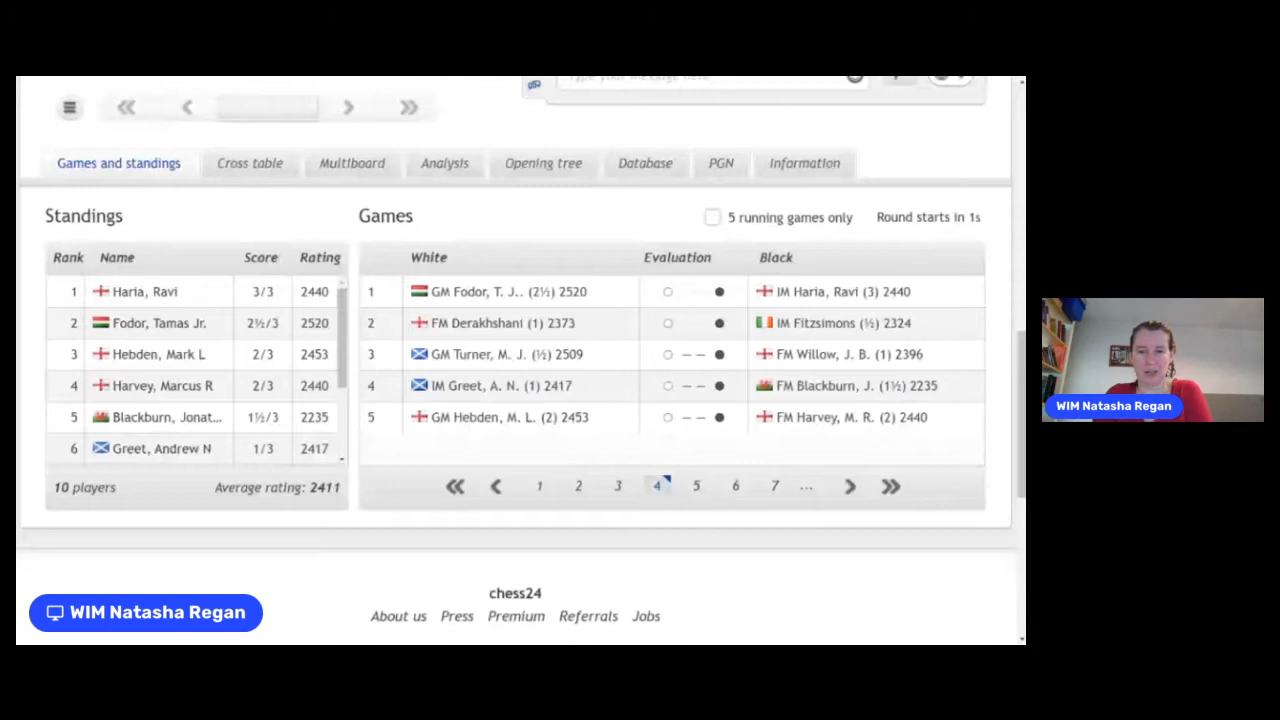 Type your message here
Games and standings Cross table Multiboard Analysis Opening tree Database PGN Information
Standings
Games
5 running games only
Round starts in 1s
Rank Name Score Rating
1 Haria, Ravi 3/3 2440
2 Fodor, Tamas Jr. 2½/3 2520
3 Hebden, Mark L 2/3 2453
4 Harvey, Marcus R 2/3 2440
5 Blackburn, Jonat... 1½/3 2235
6 Greet, Andrew N 1/3 2417
10 players Average rating: 2411
White Evaluation Black
1 GM Fodor, T. J.. (2½) 2520 IM Haria, Ravi (3) 2440
2 FM Derakhshani (1) 2373 IM Fitzsimons (½) 2324
3 GM Turner, M. J. (½) 2509 -- FM Willow, J. B. (1) 2396
4 IM Greet, A. N. (1) 2417 -- FM Blackburn, J. (1½) 2235
5 GM Hebden, M. L. (2) 2453 -- FM Harvey, M. R. (2) 2440
1 2 3 4 5 6 7 ...
chess24
About us Press Premium Referrals Jobs
WIM Natasha Regan
WIM Natasha Regan